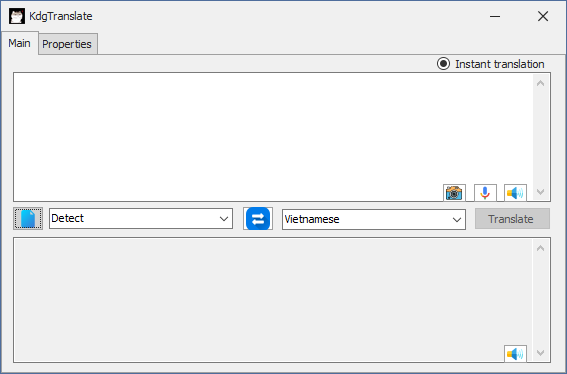 KdgTranslate
Main Properties
Instant translation
Detect Vietnamese Translate